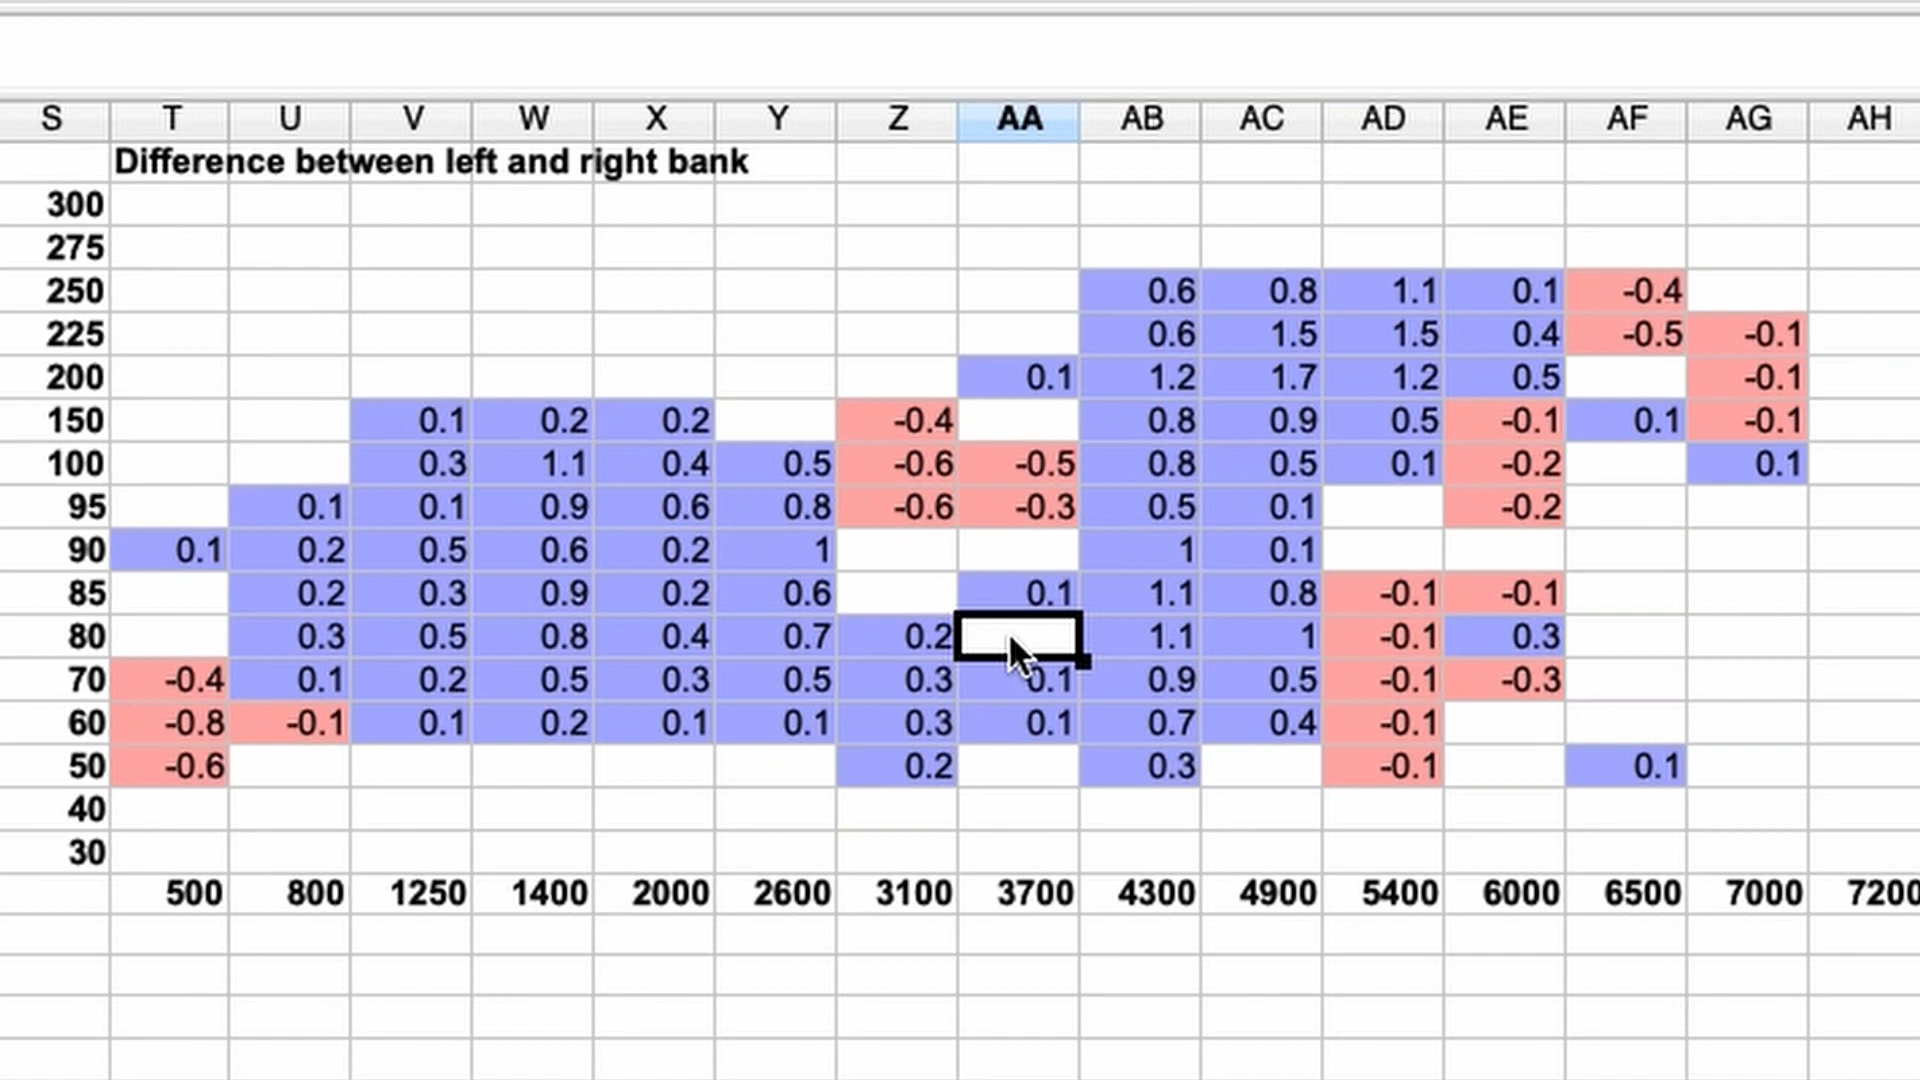 S T U V W X Y Z AA AB AC AD AE AF AG AH
Difference between left and right bank
300
275
250 0.6 0.8 1.1 0.1 -0.4
225 0.6 1.5 1.5 0.4 -0.5 -0.1
200 0.1 1.2 1.7 1.2 0.5 -0.1
150 0.1 0.2 0.2 -0.4 0.8 0.9 0.5 -0.1 0.1 -0.1
100 0.3 1.1 0.4 0.5 -0.6 -0.5 0.8 0.5 0.1 -0.2 0.1
95 0.1 0.1 0.9 0.6 0.8 -0.6 -0.3 0.5 0.1 -0.2
90 0.1 0.2 0.5 0.6 0.2 1 1 0.1
85 0.2 0.3 0.9 0.2 0.6 0.1 1.1 0.8 -0.1 -0.1
80 0.3 0.5 0.8 0.4 0.7 0.2 1.1 1 -0.1 0.3
70 -0.4 0.1 0.2 0.5 0.3 0.5 0.3 0.1 0.9 0.5 -0.1 -0.3
60 -0.8 -0.1 0.1 0.2 0.1 0.1 0.3 0.1 0.7 0.4 -0.1
50 -0.6 0.2 0.3 -0.1 0.1
40
30
500 800 1250 1400 2000 2600 3100 3700 4300 4900 5400 6000 6500 7000 7200